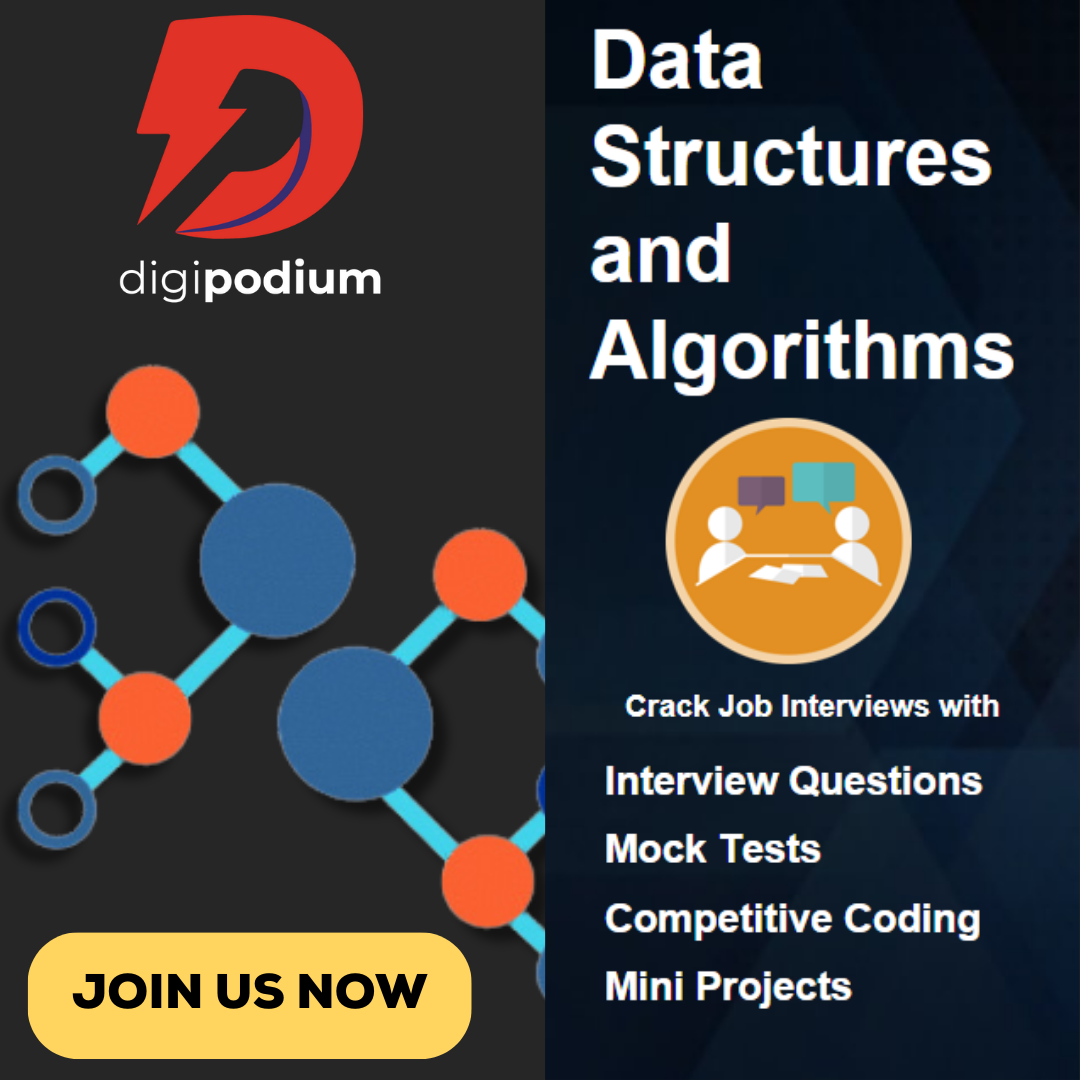 digipodium
JOIN US NOW
Data
Structures
and
Algorithms
Crack Job Interviews with
Interview Questions
Mock Tests
Competitive Coding
Mini Projects